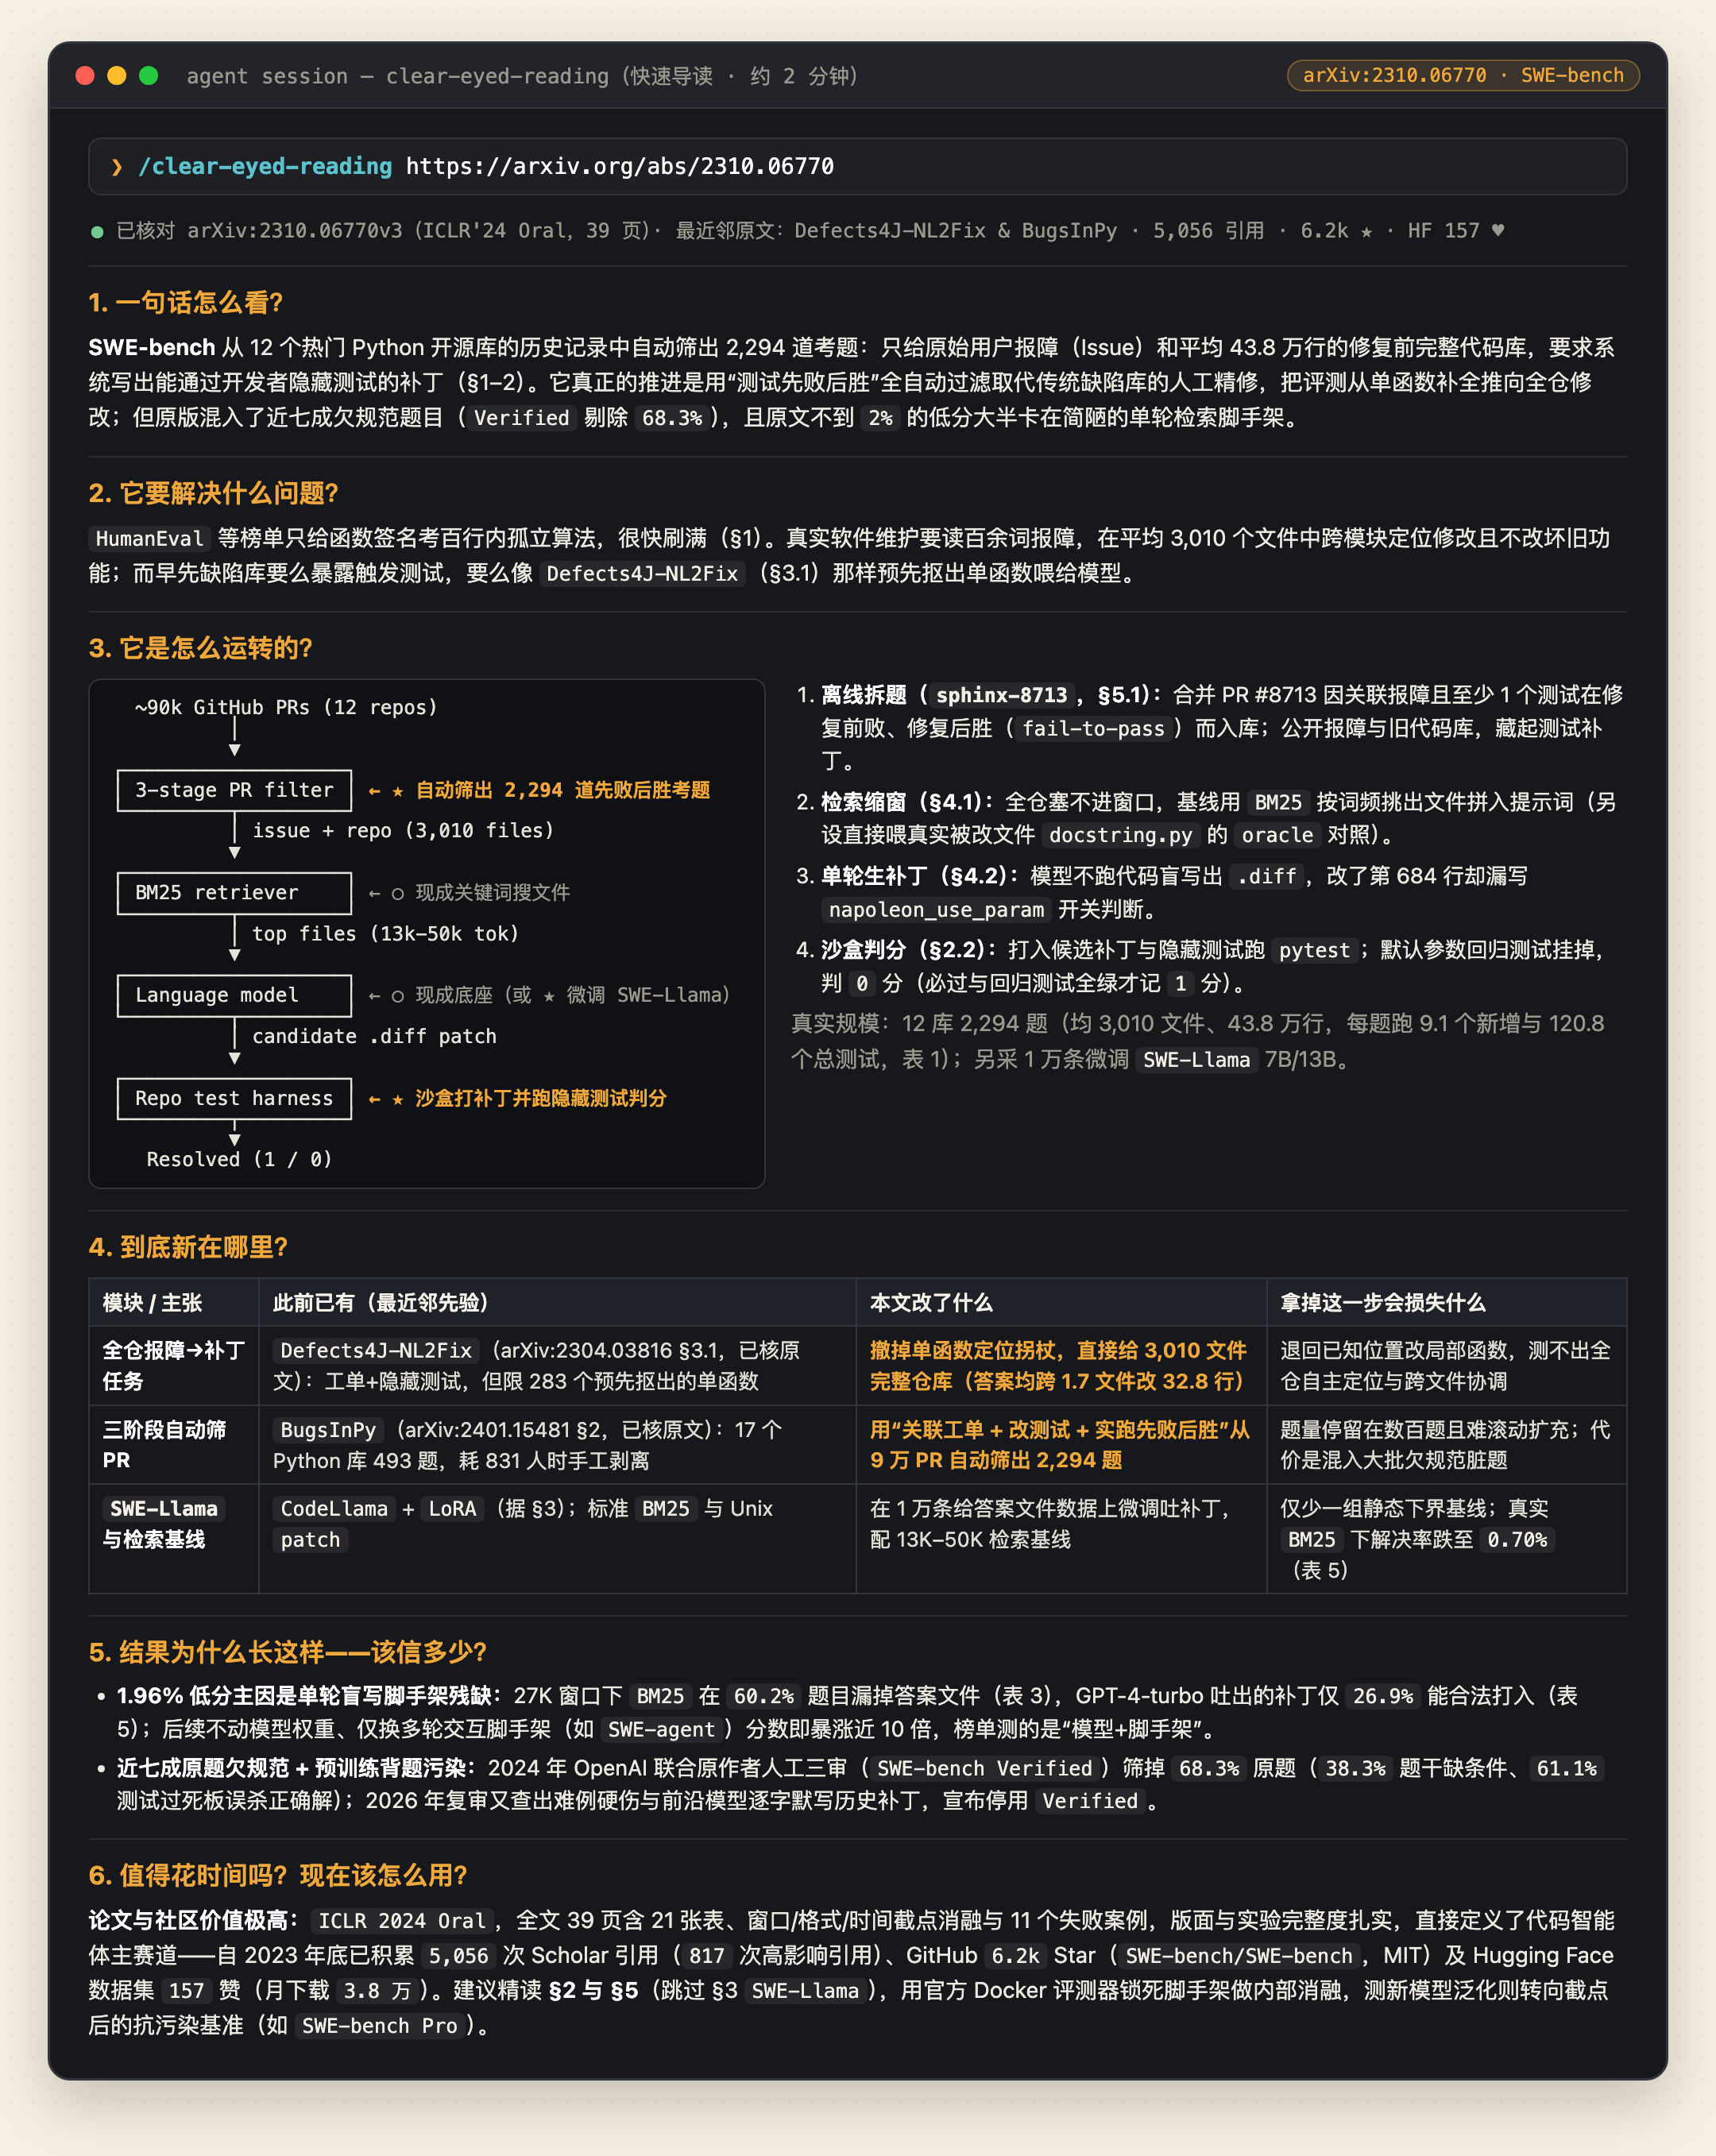 agent session — clear-eyed-reading (快速导读 · 约 2 分钟)
arXiv:2310.06770 · SWE-bench
❯ /clear-eyed-reading https://arxiv.org/abs/2310.06770
● 已核对 arXiv:2310.06770v3 (ICLR'24 Oral, 39 页) · 最近邻原文: Defects4J-NL2Fix & BugsInPy · 5,056 引用 · 6.2k ★ · HF 157 ♥
1. 一句话怎么看?
SWE-bench 从 12 个热门 Python 开源库的历史记录中自动筛出 2,294 道考题：只给原始用户报障（Issue）和平均 43.8 万行的修复前完整代码库，要求系
统写出能通过开发者隐藏测试的补丁（§1–2）。它真正的推进是用“测试先败后胜”全自动过滤取代传统缺陷库的人工精修，把评测从单函数补全推向全仓修
改；但原版混入了近七成欠规范题目（Verified 剔除 68.3%），且原文不到 2% 的低分大半卡在简陋的单轮检索脚手架。
2. 它要解决什么问题?
HumanEval 等榜单只给函数签名考百行内孤立算法，很快刷满（§1）。真实软件维护要读百余词报障，在平均 3,010 个文件中跨模块定位修改且不改坏旧功
能；而早先缺陷库要么暴露触发测试，要么像 Defects4J-NL2Fix（§3.1）那样预先抠出单函数喂给模型。
3. 它是怎么运转的?
~90k GitHub PRs (12 repos)
▼
3-stage PR filter ← ★ 自动筛出 2,294 道先败后胜考题
issue + repo (3,010 files)
▼
BM25 retriever ← ○ 现成关键词搜文件
top files (13k-50k tok)
▼
Language model ← ○ 现成底座 (或 ★ 微调 SWE-Llama)
candidate .diff patch
▼
Repo test harness ← ★ 沙盒打补丁并跑隐藏测试判分
▼
Resolved (1 / 0)
1. 离线拆题（sphinx-8713，§5.1）：合并 PR #8713 因关联报障且至少 1 个测试在修
复前败、修复后胜（fail-to-pass）而入库；公开报障与旧代码库，藏起测试补
丁。
2. 检索缩窗（§4.1）：全仓塞不进窗口，基线用 BM25 按词频挑出文件拼入提示词（另
设直接喂真实被改文件 docstring.py 的 oracle 对照）。
3. 单轮生补丁（§4.2）：模型不跑代码盲写出 .diff，改了第 684 行却漏写
napoleon_use_param 开关判断。
4. 沙盒判分（§2.2）：打入候选补丁与隐藏测试跑 pytest；默认参数回归测试挂掉，
判 0 分（必过与回归测试全绿才记 1 分）。
真实规模：12 库 2,294 题（均 3,010 文件、43.8 万行，每题跑 9.1 个新增与 120.8
个总测试，表 1）；另采 1 万条微调 SWE-Llama 7B/13B。
4. 到底新在哪里?
模块 / 主张 此前已有（最近邻先验） 本文改了什么 拿掉这一步会损失什么
全仓报障→补丁 Defects4J-NL2Fix（arXiv:2304.03816 §3.1，已核原 撤掉单函数定位拐杖，直接给 3,010 文件 退回已知位置改局部函数，测不出全
任务 文）：工单+隐藏测试，但限 283 个预先抠出的单函数 完整仓库（答案均跨 1.7 文件改 32.8 行） 仓自主定位与跨文件协调
三阶段自动筛 BugsInPy（arXiv:2401.15481 §2，已核原文）：17 个 用“关联工单 + 改测试 + 实跑先败后胜”从 题量停留在数百题且难滚动扩充；代
PR Python 库 493 题，耗 831 人时手工剥离 9 万 PR 自动筛出 2,294 题 价是混入大批欠规范脏题
SWE-Llama CodeLlama + LoRA（据 §3）；标准 BM25 与 Unix 在 1 万条给答案文件数据上微调吐补丁， 仅少一组静态下界基线；真实
与检索基线 patch 配 13K–50K 检索基线 BM25 下解决率跌至 0.70%
（表 5）
5. 结果为什么长这样——该信多少?
• 1.96% 低分主因是单轮盲写脚手架残缺：27K 窗口下 BM25 在 60.2% 题目漏掉答案文件（表 3），GPT-4-turbo 吐出的补丁仅 26.9% 能合法打入（表
5）；后续不动模型权重、仅换多轮交互脚手架（如 SWE-agent）分数即暴涨近 10 倍，榜单测的是“模型+脚手架”。
• 近七成原题欠规范 + 预训练背题污染：2024 年 OpenAI 联合原作者人工三审（SWE-bench Verified）筛掉 68.3% 原题（38.3% 题干缺条件、61.1%
测试过死板误杀正确解）；2026 年复审又查出难例硬伤与前沿模型逐字默写历史补丁，宣布停用 Verified。
6. 值得花时间吗？现在该怎么用?
论文与社区价值极高：ICLR 2024 Oral，全文 39 页含 21 张表、窗口/格式/时间截点消融与 11 个失败案例，版面与实验完整度扎实，直接定义了代码智能
体主赛道——自 2023 年底已积累 5,056 次 Scholar 引用（817 次高影响引用）、GitHub 6.2k Star（SWE-bench/SWE-bench，MIT）及 Hugging Face
数据集 157 赞（月下载 3.8 万）。建议精读 §2 与 §5（跳过 §3 SWE-Llama），用官方 Docker 评测器锁死脚手架做内部消融，测新模型泛化则转向截点
后的抗污染基准（如 SWE-bench Pro）。